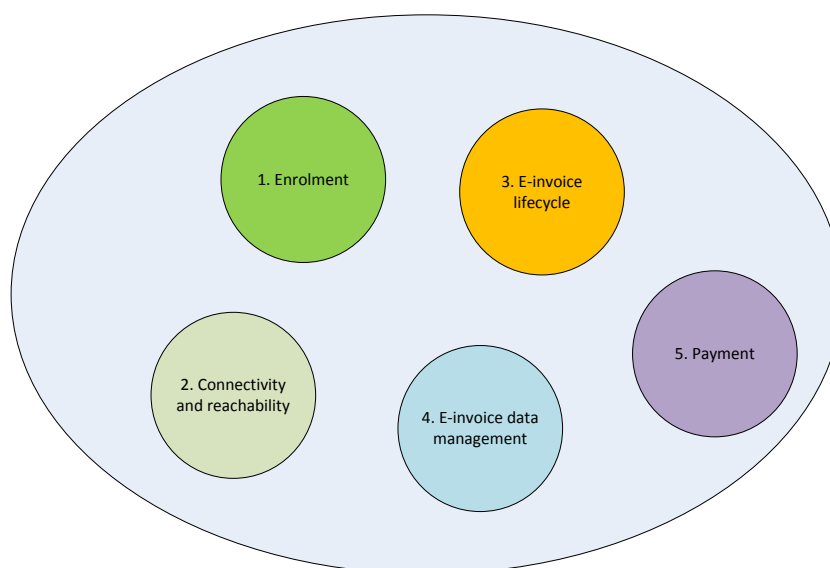 1. Enrolment
3. E-invoice
lifecycle
2. Connectivity
and reachability
4. E-invoice data
management
5. Payment